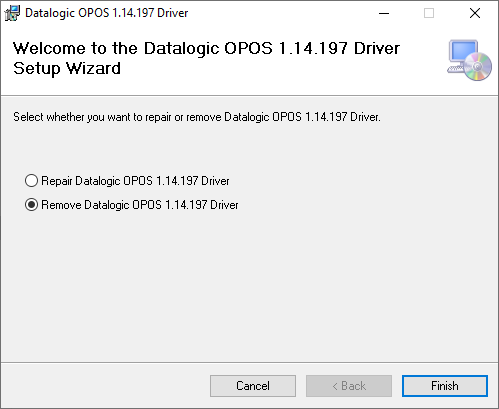 Datalogic OPOS 1.14.197 Driver
Welcome to the Datalogic OPOS 1.14.197 Driver
Setup Wizard
Select whether you want to repair or remove Datalogic OPOS 1.14.197 Driver.
Repair Datalogic OPOS 1.14.197 Driver
Remove Datalogic OPOS 1.14.197 Driver
Cancel
< Back
Finish